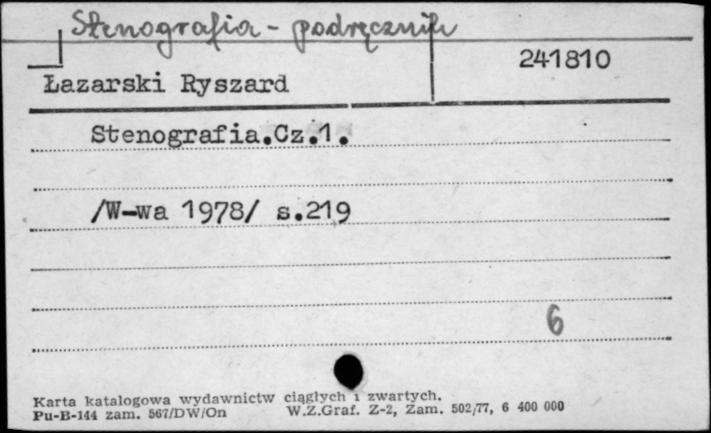 Stenografia - podręcznik
241810
Łazarski Ryszard
Stenografia.Cz.1.
/W-wa 1978/ s.219
6
Karta katalogowa wydawnictw ciągłych i zwartych.
Pu-B-144 zam. 567/DW/On W.Z.Graf. Z-2, Zam. 502/77, 6 400 000